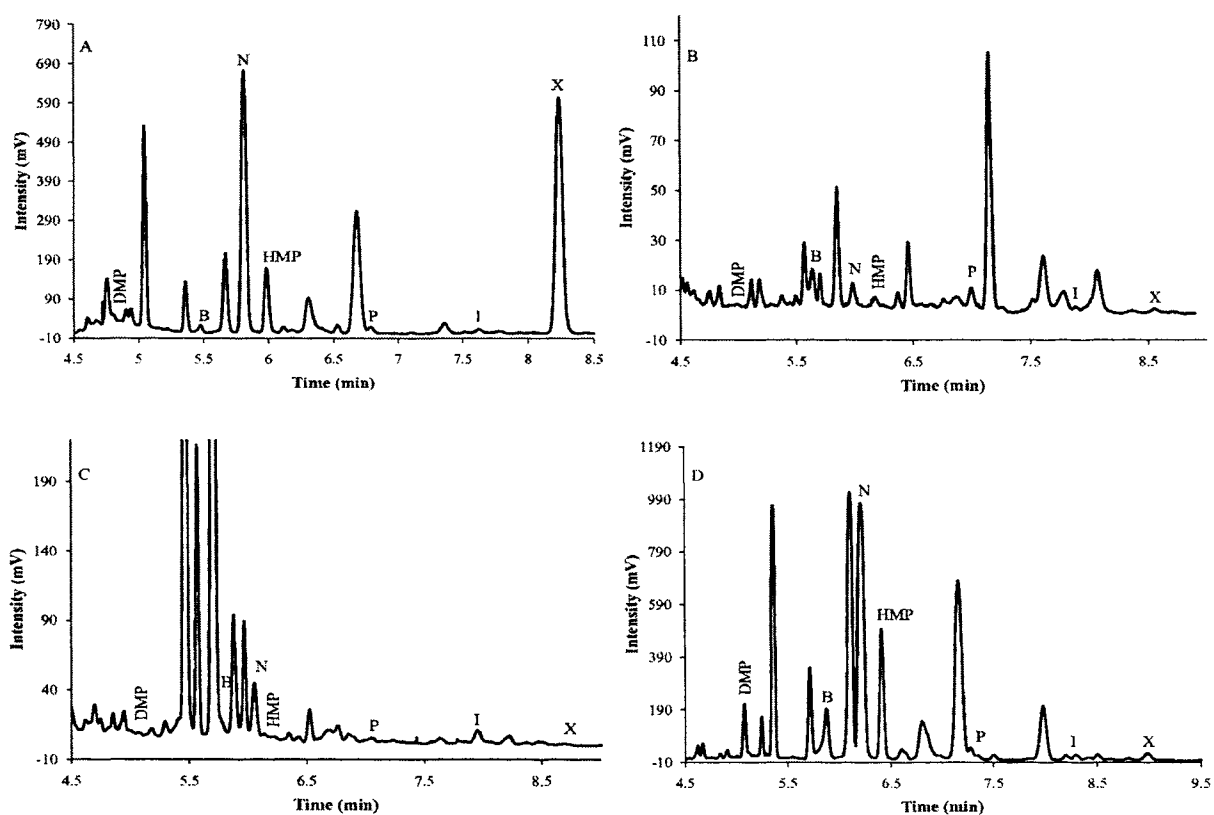 A
790
690
590
490
390
290
190
90
-10
Intensity (mV)
DMP
B
N
HMP
P
I
X
4.5 5 5.5 6 6.5 7 7.5 8 8.5
Time (min)
B
110
90
70
50
30
10
-10
Intensity (mV)
DMP
B
N
HMP
P
I
X
4.5 5.5 6.5 7.5 8.5
Time (min)
C
190
140
90
40
-10
Intensity (mV)
DMP
B
N
HMP
P
I
X
4.5 5.5 6.5 7.5 8.5
Time (min)
D
1190
990
790
590
390
190
-10
Intensity (mV)
DMP
B
N
HMP
P
I
X
4.5 5.5 6.5 7.5 8.5 9.5
Time (min)